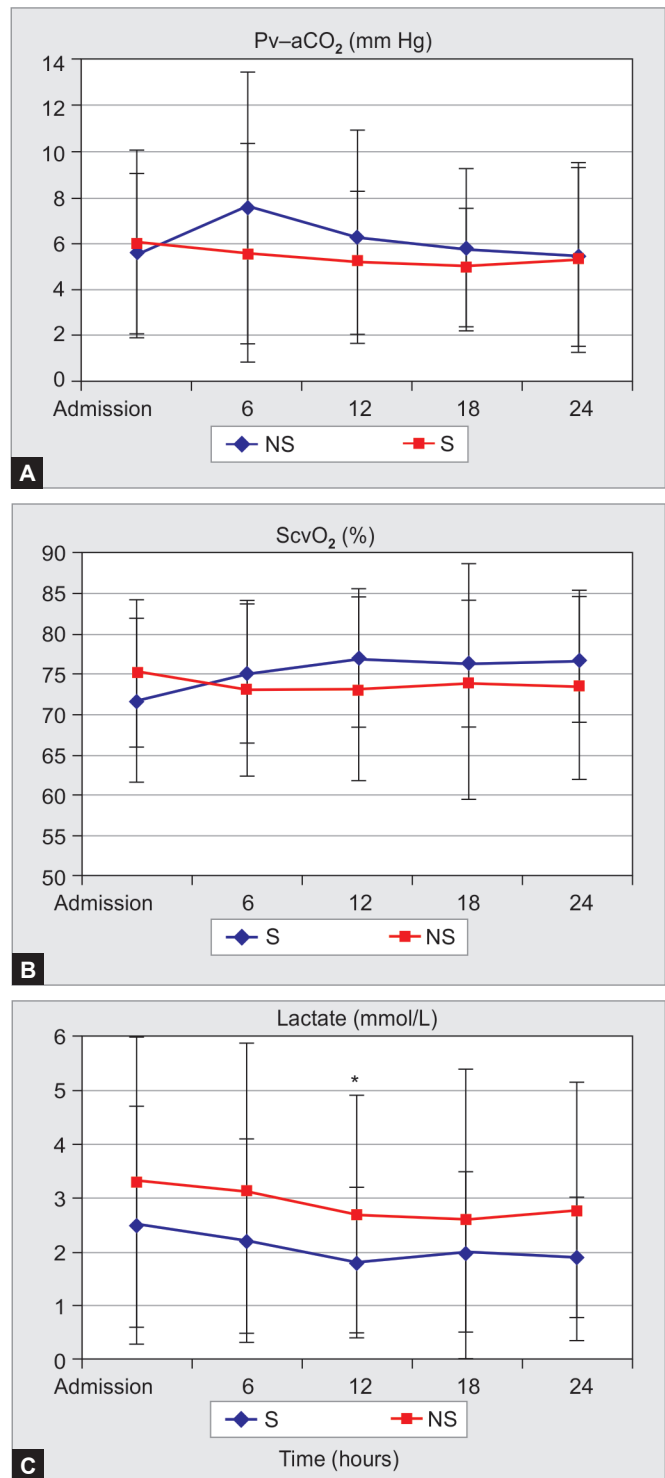 Pv–aCO₂ (mm Hg)
14
12
10
8
6
4
2
0
Admission 6 12 18 24
NS S
A
ScvO₂ (%)
90
85
80
75
70
65
60
55
50
Admission 6 12 18 24
S NS
B
Lactate (mmol/L)
6
5
*
4
3
2
1
0
Admission 6 12 18 24
S NS
C Time (hours)